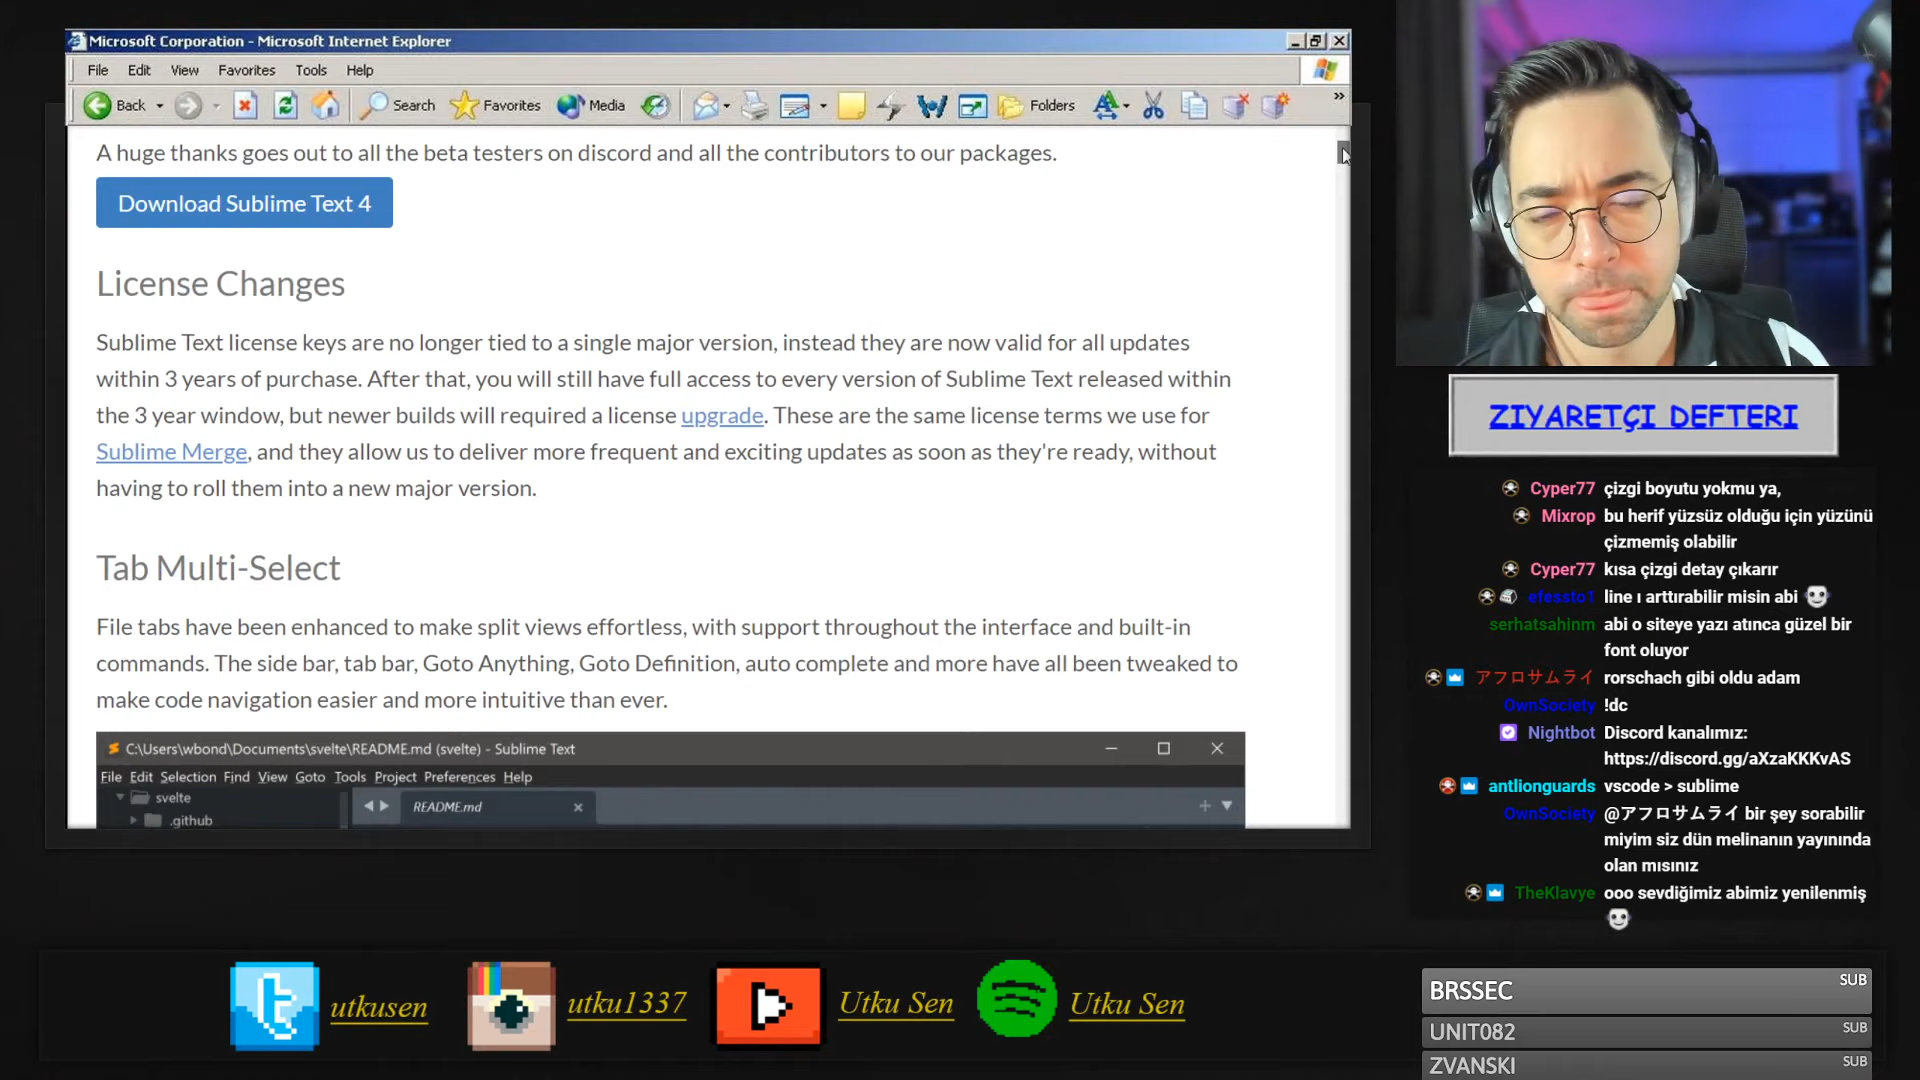 Microsoft Corporation - Microsoft Internet Explorer
File Edit View Favorites Tools Help
Back Search Favorites Media Folders
A huge thanks goes out to all the beta testers on discord and all the contributors to our packages.
Download Sublime Text 4
License Changes
Sublime Text license keys are no longer tied to a single major version, instead they are now valid for all updates
within 3 years of purchase. After that, you will still have full access to every version of Sublime Text released within
the 3 year window, but newer builds will required a license upgrade. These are the same license terms we use for
Sublime Merge, and they allow us to deliver more frequent and exciting updates as soon as they're ready, without
having to roll them into a new major version.
Tab Multi-Select
File tabs have been enhanced to make split views effortless, with support throughout the interface and built-in
commands. The side bar, tab bar, Goto Anything, Goto Definition, auto complete and more have all been tweaked to
make code navigation easier and more intuitive than ever.
C:\Users\wbond\Documents\svelte\README.md (svelte) - Sublime Text
File Edit Selection Find View Goto Tools Project Preferences Help
svelte
README.md
.github
ZIYARETÇI DEFTERI
Cyper77 çizgi boyutu yokmu ya,
Mixrop bu herif yüzsüz olduğu için yüzünü
çizmemiş olabilir
Cyper77 kısa çizgi detay çıkarır
efessto1 line ı arttırabilir misin abi
serhatsahinm abi o siteye yazı atınca güzel bir
font oluyor
アフロサムライ rorschach gibi oldu adam
OwnSociety !dc
Nightbot Discord kanalımız:
https://discord.gg/aXzaKKKvAS
antlionguards vscode > sublime
OwnSociety @アフロサムライ bir şey sorabilir
miyim siz dün melinanın yayınında
olan mısınız
TheKlavye ooo sevdiğimiz abimiz yenilenmiş
utkusen
utku1337
Utku Sen
Utku Sen
BRSSEC SUB
UNIT082 SUB
ZVANSKI SUB